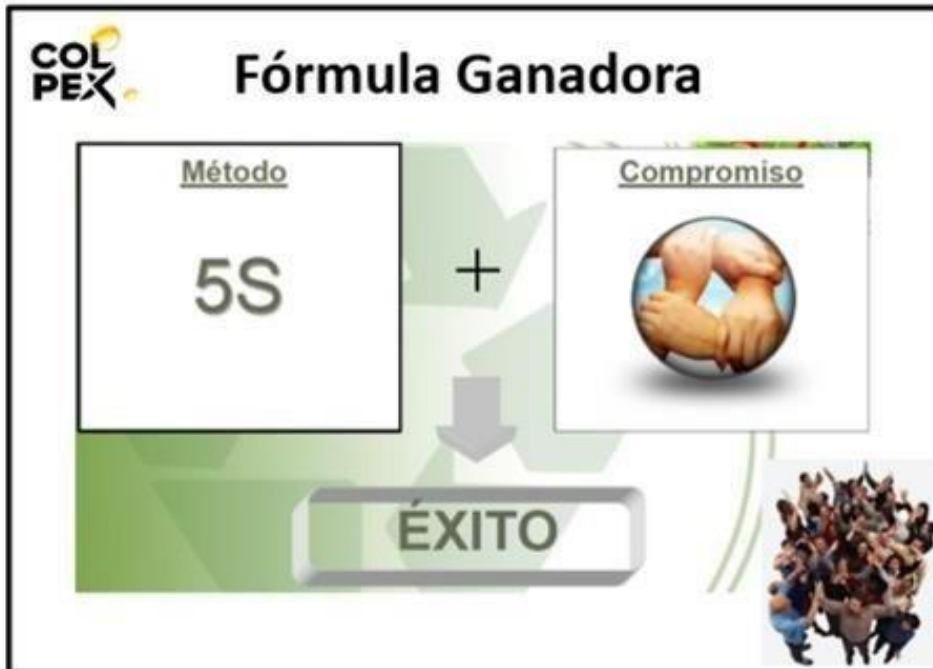 COL
PEX
Fórmula Ganadora
Método
5S
+
Compromiso
ÉXITO